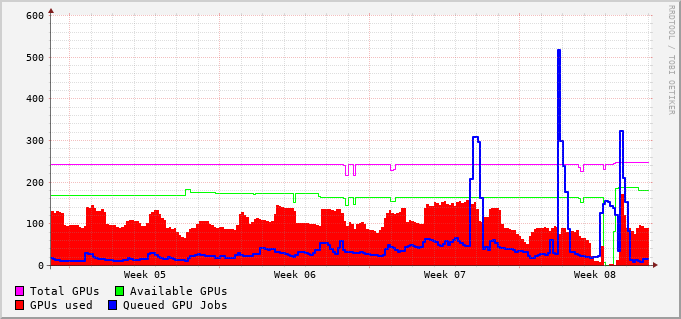 600
500
400
300
200
100
0
Week 05 Week 06 Week 07 Week 08
Total GPUs Available GPUs
GPUs used Queued GPU Jobs
RRDTOOL / TOBI OETIKER